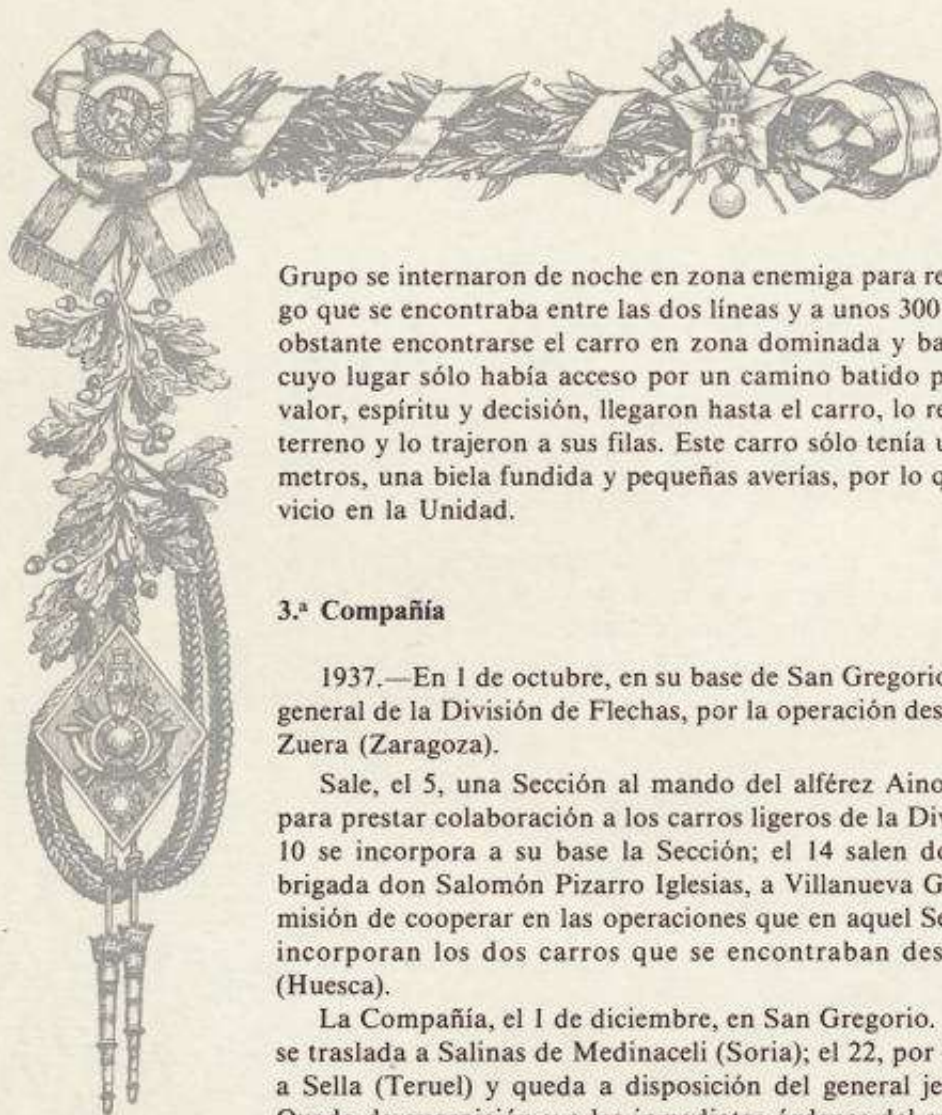 Grupo se internaron de noche en zona enemiga para re
go que se encontraba entre las dos líneas y a unos 300
obstante encontrarse el carro en zona dominada y ba
cuyo lugar sólo había acceso por un camino batido p
valor, espíritu y decisión, llegaron hasta el carro, lo re
terreno y lo trajeron a sus filas. Este carro sólo tenía u
metros, una biela fundida y pequeñas averías, por lo q
vicio en la Unidad.
3.ª Compañía
1937.—En 1 de octubre, en su base de San Gregorio
general de la División de Flechas, por la operación des
Zuera (Zaragoza).
Sale, el 5, una Sección al mando del alférez Aino
para prestar colaboración a los carros ligeros de la Div
10 se incorpora a su base la Sección; el 14 salen do
brigada don Salomón Pizarro Iglesias, a Villanueva G
misión de cooperar en las operaciones que en aquel Se
incorporan los dos carros que se encontraban des
(Huesca).
La Compañía, el 1 de diciembre, en San Gregorio.
se traslada a Salinas de Medinaceli (Soria); el 22, por
a Sella (Teruel) y queda a disposición del general je